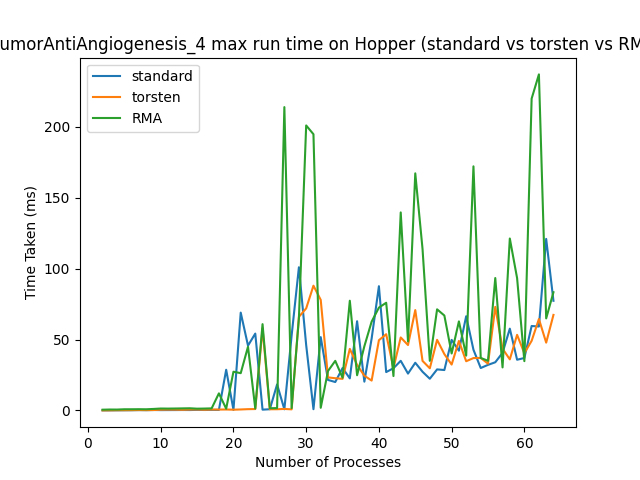 umorAntiAngiogenesis_4 max run time on Hopper (standard vs torsten vs RM
standard
torsten
RMA
Time Taken (ms)
200
150
100
50
0
0 10 20 30 40 50 60
Number of Processes